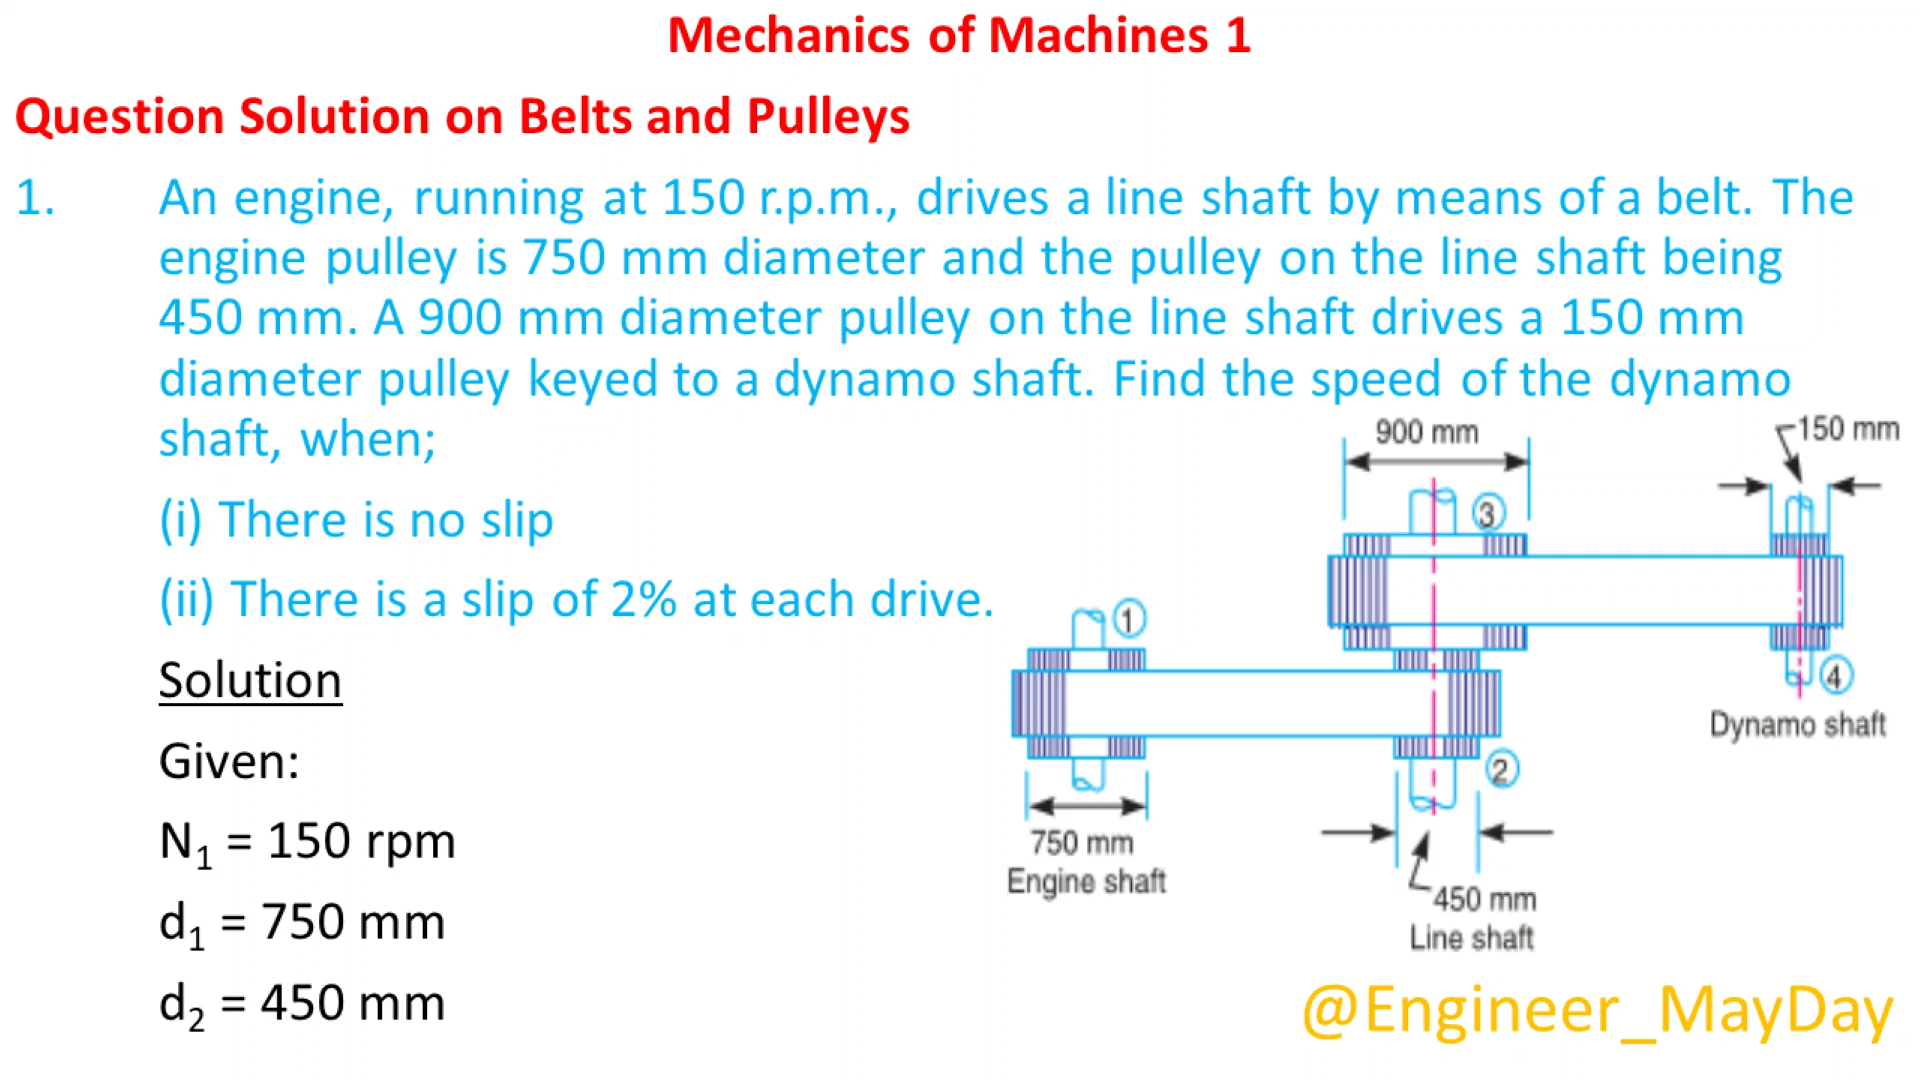 Mechanics of Machines 1
Question Solution on Belts and Pulleys
1. An engine, running at 150 r.p.m., drives a line shaft by means of a belt. The
engine pulley is 750 mm diameter and the pulley on the line shaft being
450 mm. A 900 mm diameter pulley on the line shaft drives a 150 mm
diameter pulley keyed to a dynamo shaft. Find the speed of the dynamo
shaft, when;
(i) There is no slip
(ii) There is a slip of 2% at each drive.
Solution
Given:
N₁ = 150 rpm
d₁ = 750 mm
d₂ = 450 mm
900 mm
150 mm
3
1
4
Dynamo shaft
2
750 mm
Engine shaft
450 mm
Line shaft
@Engineer_MayDay